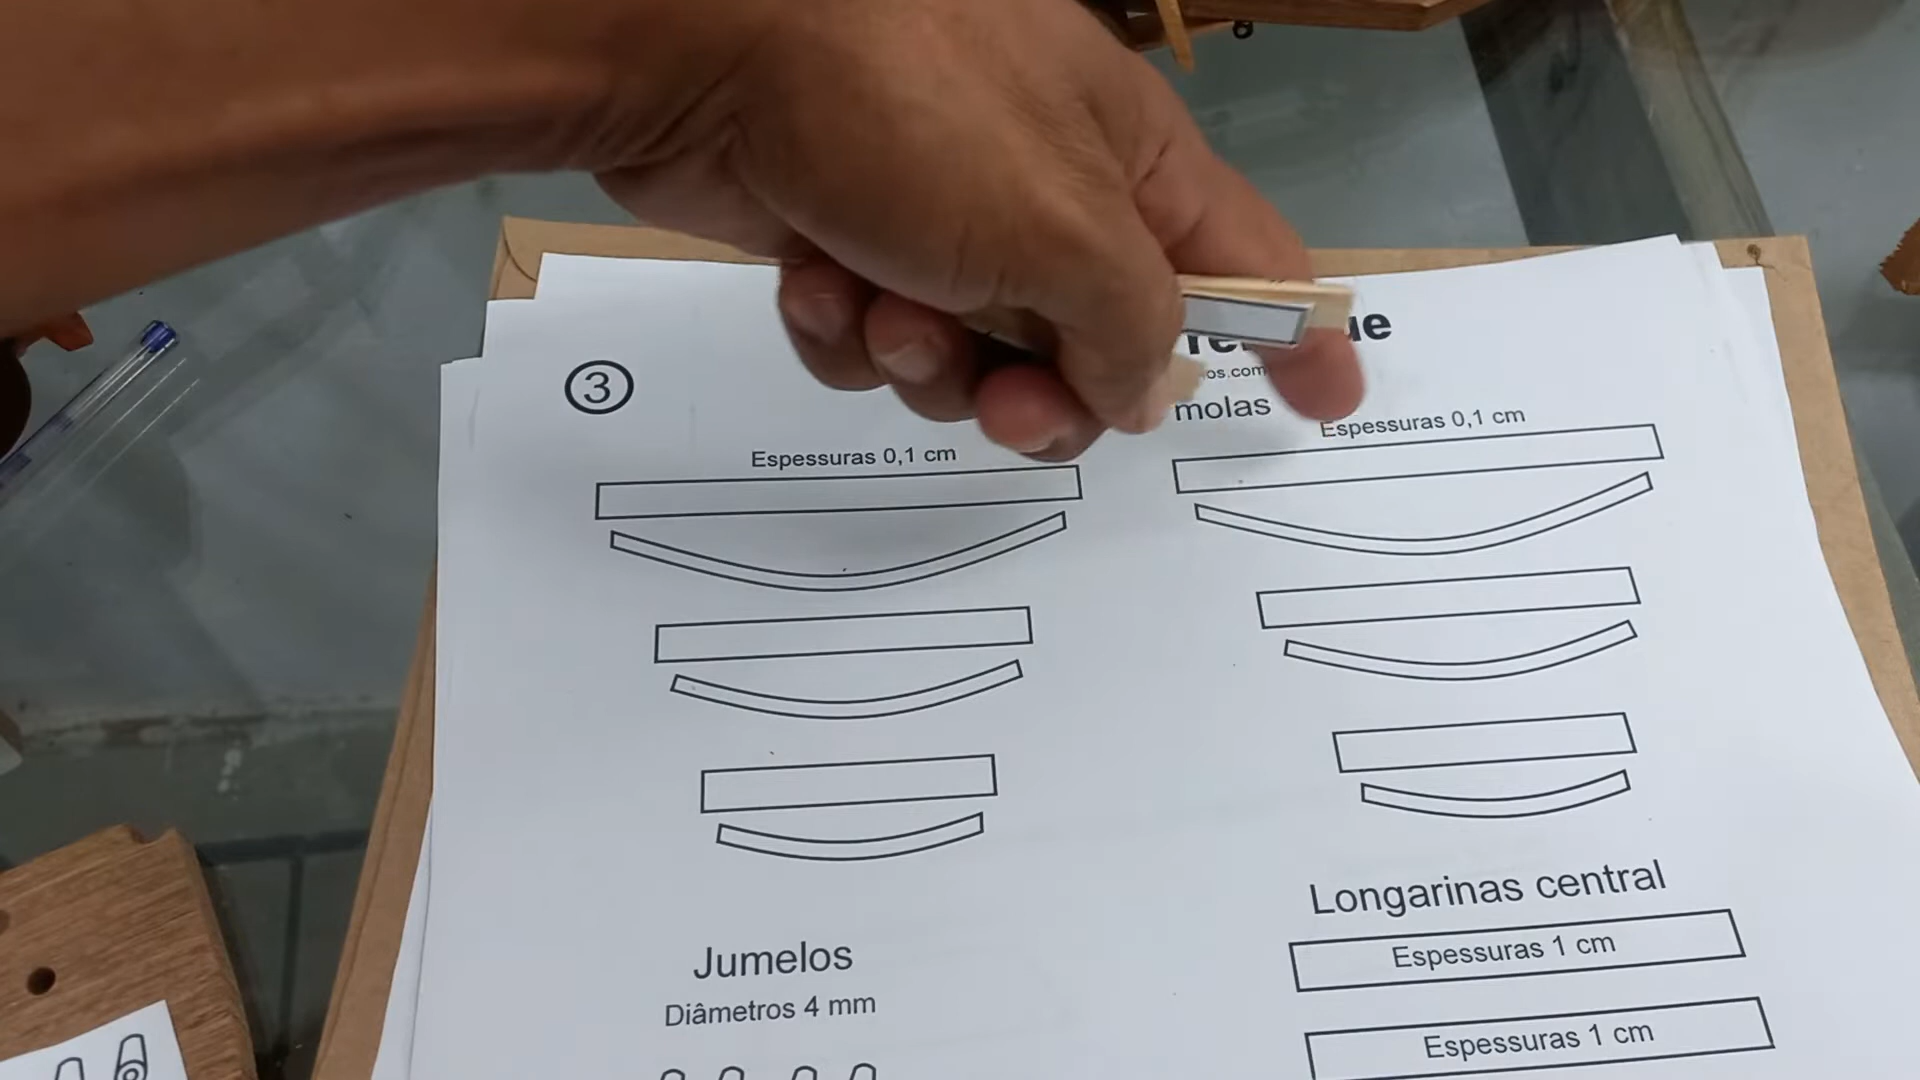 3
molas
Espessuras 0,1 cm
Espessuras 0,1 cm
Longarinas central
Espessuras 1 cm
Espessuras 1 cm
Jumelos
Diâmetros 4 mm